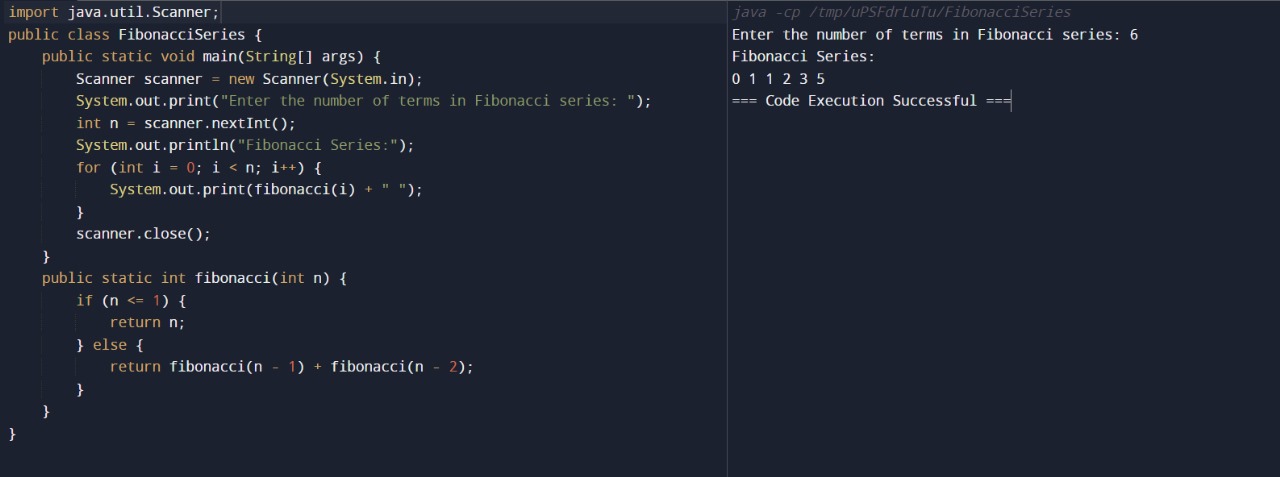 import java.util.Scanner;
public class FibonacciSeries {
    public static void main(String[] args) {
        Scanner scanner = new Scanner(System.in);
        System.out.print("Enter the number of terms in Fibonacci series: ");
        int n = scanner.nextInt();
        System.out.println("Fibonacci Series:");
        for (int i = 0; i < n; i++) {
            System.out.print(fibonacci(i) + " ");
        }
        scanner.close();
    }
    public static int fibonacci(int n) {
        if (n <= 1) {
            return n;
        } else {
            return fibonacci(n - 1) + fibonacci(n - 2);
        }
    }
}
java -cp /tmp/uPSFdrLuTu/FibonacciSeries
Enter the number of terms in Fibonacci series: 6
Fibonacci Series:
0 1 1 2 3 5
=== Code Execution Successful ===